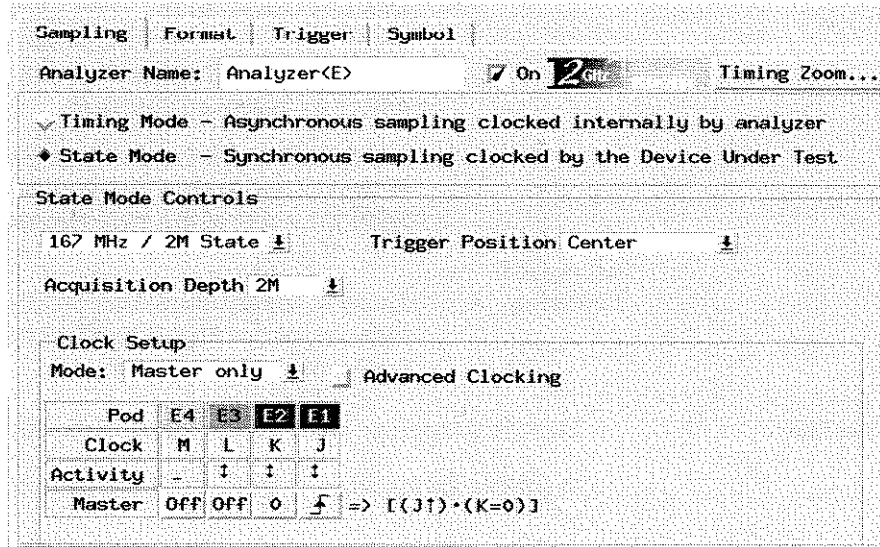 Sampling Format Trigger Symbol
Analyzer Name: Analyzer<E> On 2GHz Timing Zoom...
Timing Mode - Asynchronous sampling clocked internally by analyzer
State Mode - Synchronous sampling clocked by the Device Under Test
State Mode Controls
167 MHz / 2M State Trigger Position Center
Acquisition Depth 2M
Clock Setup
Mode: Master only Advanced Clocking
Pod E4 E3 E2 E1
Clock M L K J
Activity _ ↕ ↕ ↕
Master Off Off 0 => [(J↑)·(K=0)]